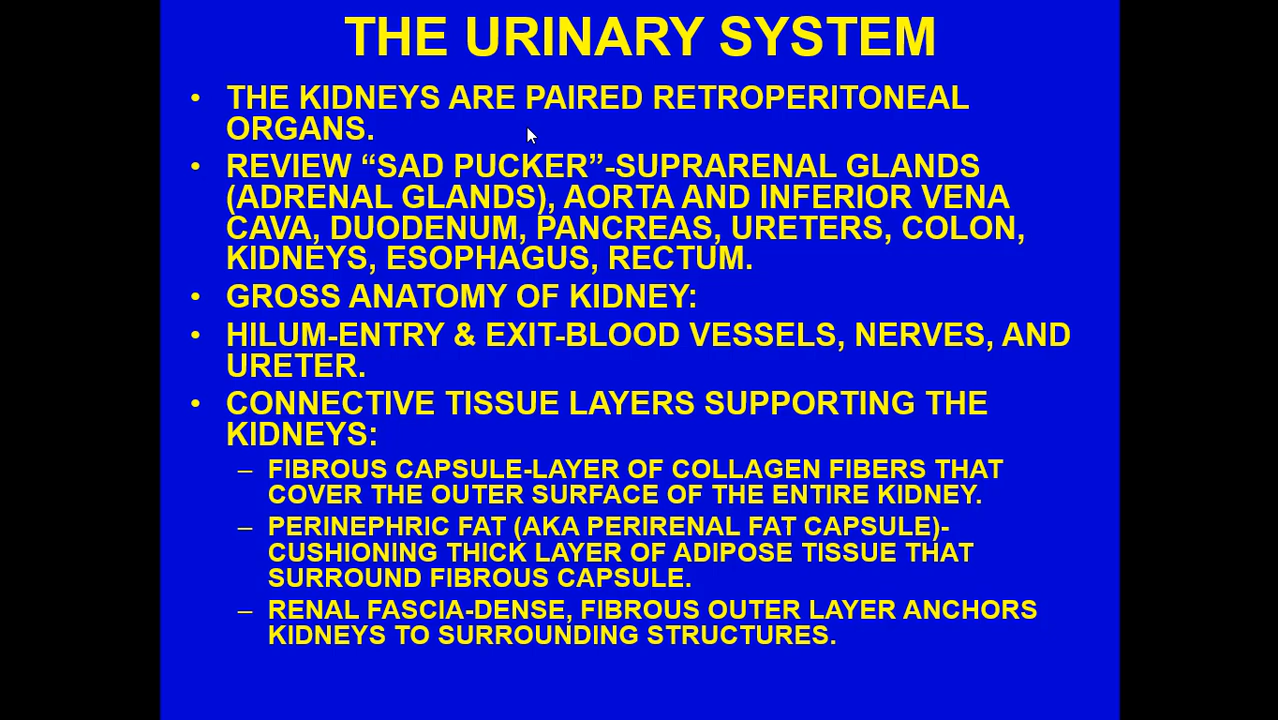 THE URINARY SYSTEM
• THE KIDNEYS ARE PAIRED RETROPERITONEAL
ORGANS.
• REVIEW “SAD PUCKER”-SUPRARENAL GLANDS
(ADRENAL GLANDS), AORTA AND INFERIOR VENA
CAVA, DUODENUM, PANCREAS, URETERS, COLON,
KIDNEYS, ESOPHAGUS, RECTUM.
• GROSS ANATOMY OF KIDNEY:
• HILUM-ENTRY & EXIT-BLOOD VESSELS, NERVES, AND
URETER.
• CONNECTIVE TISSUE LAYERS SUPPORTING THE
KIDNEYS:
– FIBROUS CAPSULE-LAYER OF COLLAGEN FIBERS THAT
COVER THE OUTER SURFACE OF THE ENTIRE KIDNEY.
– PERINEPHRIC FAT (AKA PERIRENAL FAT CAPSULE)-
CUSHIONING THICK LAYER OF ADIPOSE TISSUE THAT
SURROUND FIBROUS CAPSULE.
– RENAL FASCIA-DENSE, FIBROUS OUTER LAYER ANCHORS
KIDNEYS TO SURROUNDING STRUCTURES.